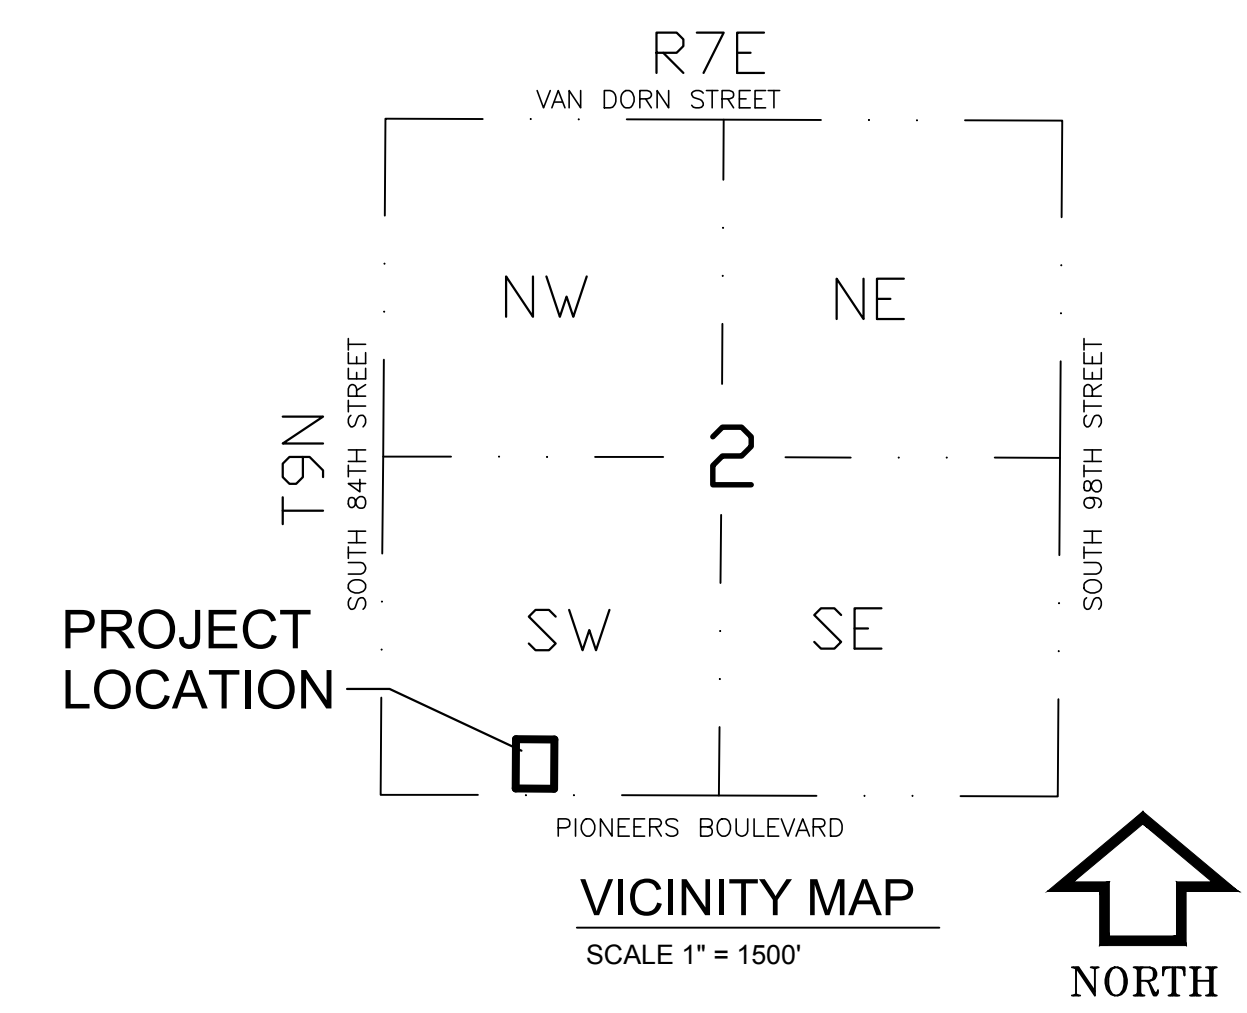 R7E
VAN DORN STREET
NW
NE
T9N
SOUTH 84TH STREET
2
SOUTH 98TH STREET
PROJECT
LOCATION
SW
SE
PIONEERS BOULEVARD
VICINITY MAP
SCALE 1" = 1500'
NORTH